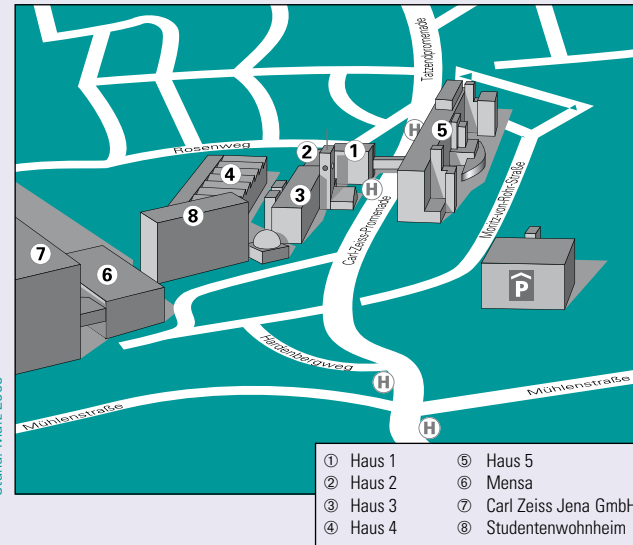 Tatzendpromenade
H
5
2
1
Rosenweg
H
4
3
8
Carl-Zeiss-Promenade
Moritz-von-Rohr-Straße
7
6
P
Hardenbergweg
H
Mühlenstraße
Mühlenstraße
H
① Haus 1
② Haus 2
③ Haus 3
④ Haus 4
⑤ Haus 5
⑥ Mensa
⑦ Carl Zeiss Jena GmbH
⑧ Studentenwohnheim